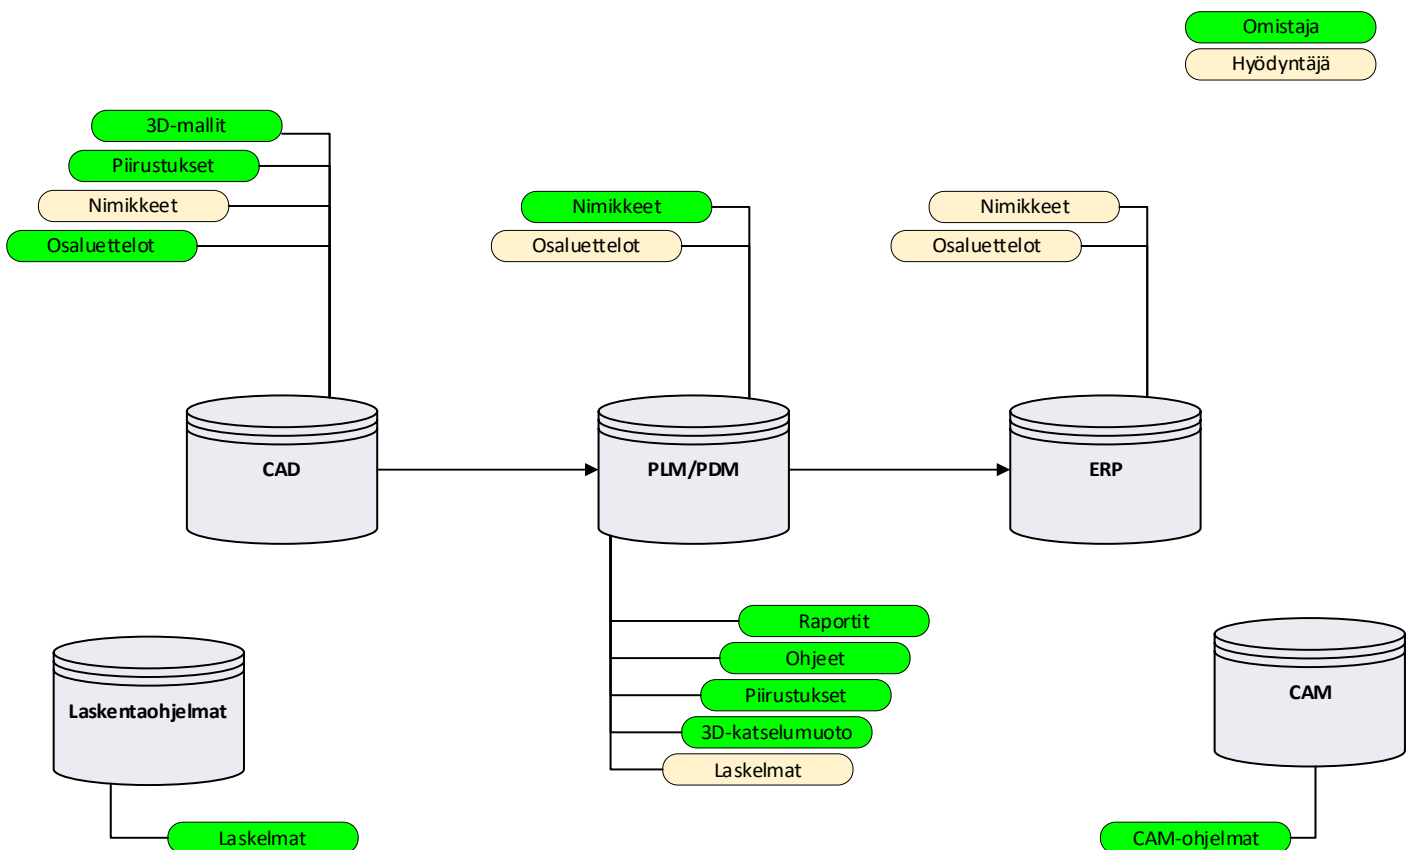 Omistaja
Hyödyntäjä
3D-mallit
Piirustukset
Nimikkeet
Osaluettelot
Nimikkeet
Osaluettelot
Nimikkeet
Osaluettelot
CAD
PLM/PDM
ERP
Raportit
Ohjeet
Piirustukset
3D-katselumuoto
Laskelmat
Laskentaohjelmat
Laskelmat
CAM
CAM-ohjelmat